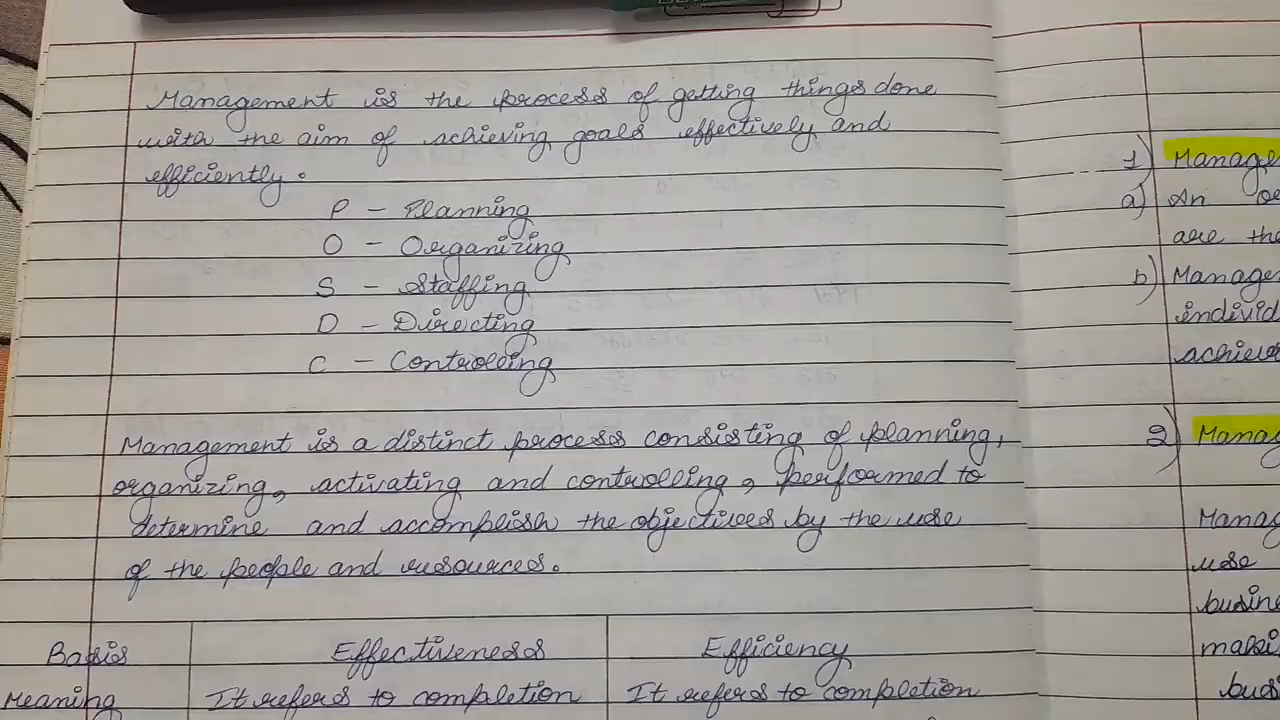 Management is the process of getting things done
with the aim of achieving goals effectively and
efficiently.
P - Planning
O - Organizing
S - Staffing
D - Directing
C - Controlling
Management is a distinct process consisting of planning,
organizing, activating and controlling, performed to
determine and accomplish the objectives by the use
of the people and resources.
Basis Effectiveness Efficiency
Meaning It refers to completion It refers to completion
1) Manage
a) An
are the
b) Manage
individ
achieve
2) Manag
Manag
use
busine
maki
busi